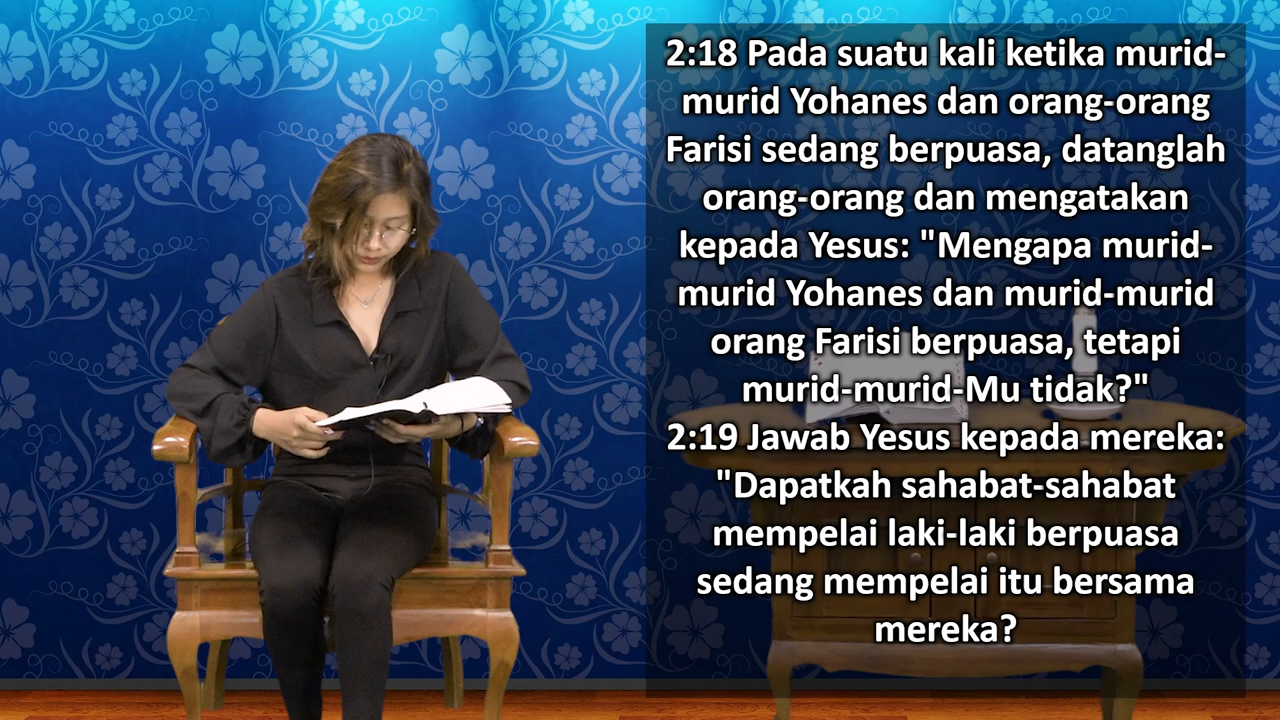 2:18 Pada suatu kali ketika murid-
murid Yohanes dan orang-orang
Farisi sedang berpuasa, datanglah
orang-orang dan mengatakan
kepada Yesus: "Mengapa murid-
murid Yohanes dan murid-murid
orang Farisi berpuasa, tetapi
murid-murid-Mu tidak?"
2:19 Jawab Yesus kepada mereka:
"Dapatkah sahabat-sahabat
mempelai laki-laki berpuasa
sedang mempelai itu bersama
mereka?